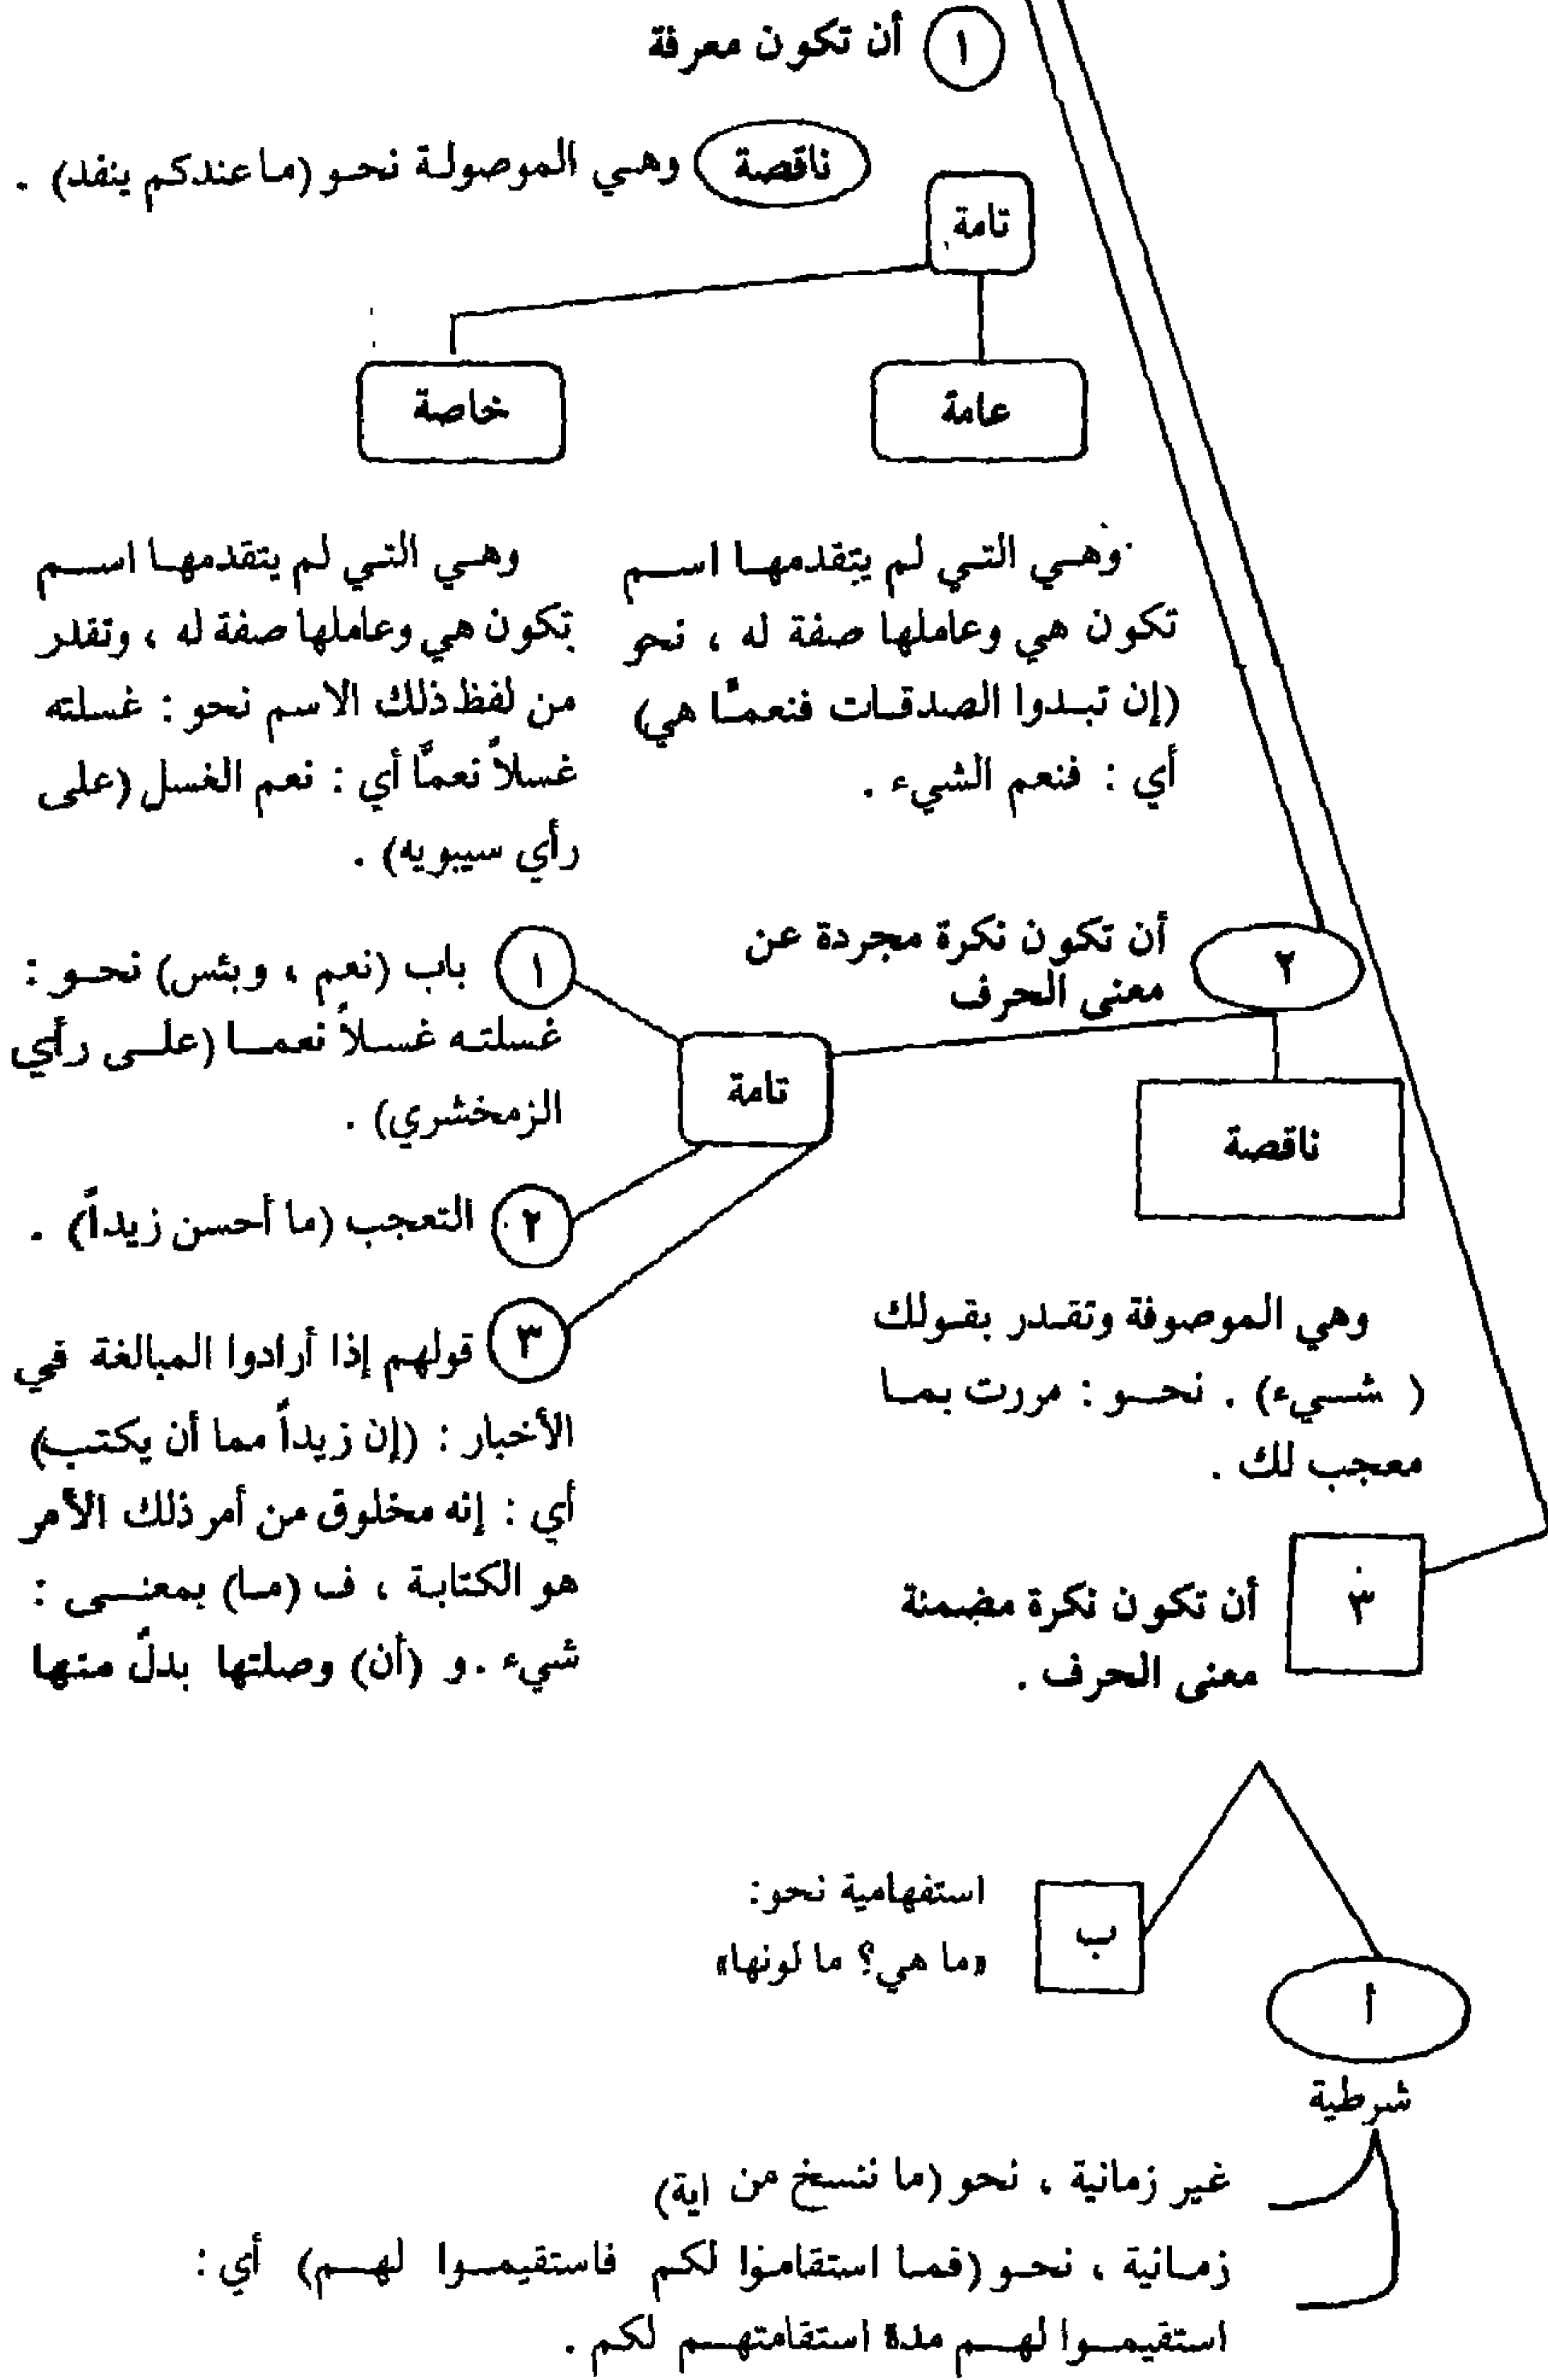 ١ أن تكون معرفة
ناقصة وهي الموصولة نحو (ما عندكم ينفد) .
تامة
عامة
خاصة
وهي التي لم يتقدمها اسم
تكون هي وعاملها صفة له ، نحو
(إن تبدوا الصدقات فنعمَّا هي)
أي : فنعم الشيء .
وهي التي لم يتقدمها اسم
تكون هي وعاملها صفة له ، وتقدر
من لفظ ذلك الاسم نحو : غسلته
غسلاً نعمَّا أي : نعم الغسل (على
رأي سيبويه) .
٢ أن تكون نكرة مجردة عن
معنى الحرف
ناقصة
وهي الموصوفة وتقدر بقولك
( شيء) . نحو : مررت بما
معجب لك .
تامة
١ باب (نعم ، وبئس) نحو :
غسلته غسلاً نعما (على رأي
الزمخشري) .
٢ التعجب (ما أحسن زيداً) .
٣ قولهم إذا أرادوا المبالغة في
الأخبار : (إن زيداً مما أن يكتب)
أي : إنه مخلوق من أمر ذلك الأمر
هو الكتابة ، ف (ما) بمعنى :
شيء . و (أن) وصلتها بدلٌ منها
٣ أن تكون نكرة مضمنة
معنى الحرف .
أ
شرطية
ب استفهامية نحو:
«ما هي؟ ما لونها»
غير زمانية ، نحو (ما ننسخ من اية)
زمانية ، نحو (فما استقاموا لكم فاستقيموا لهم) أي :
استقيموا لهم مدة استقامتهم لكم .